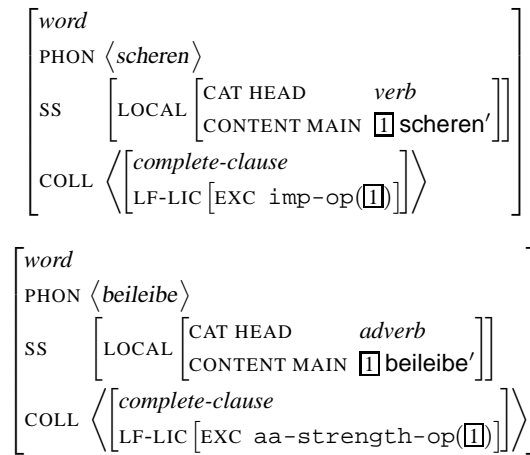 word
PHON ⟨scheren⟩
SS [LOCAL [CAT HEAD verb
CONTENT MAIN [1] scheren′]]
COLL ⟨[complete-clause
LF-LIC [EXC imp-op([1])]]⟩
word
PHON ⟨beileibe⟩
SS [LOCAL [CAT HEAD adverb
CONTENT MAIN [1] beileibe′]]
COLL ⟨[complete-clause
LF-LIC [EXC aa-strength-op([1])]]⟩